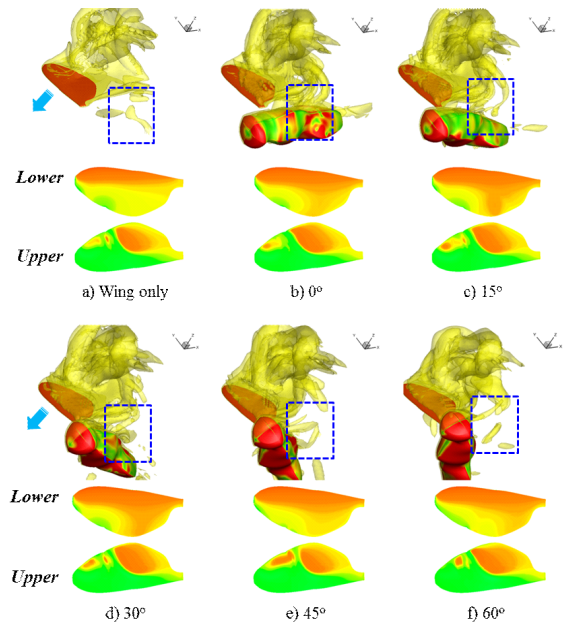 Lower
Upper
a) Wing only
b) 0°
c) 15°
Lower
Upper
d) 30°
e) 45°
f) 60°